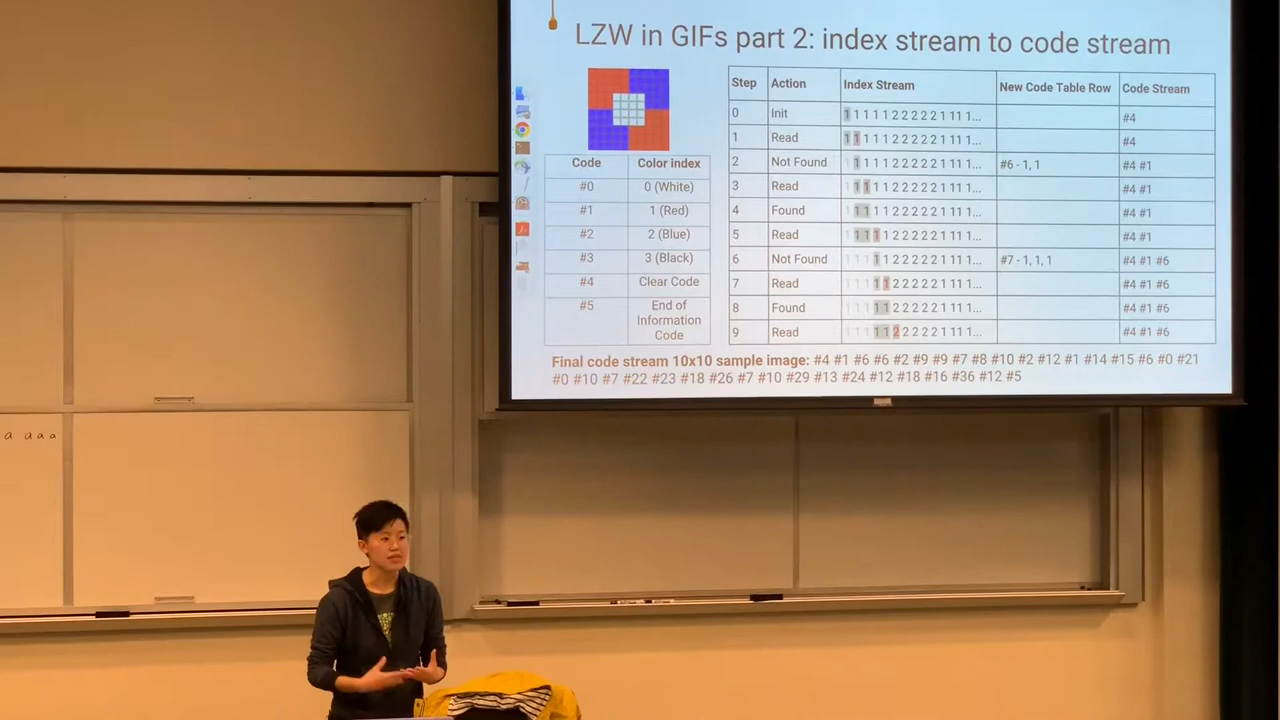 LZW in GIFs part 2: index stream to code stream
Code Color index
#0 0 (White)
#1 1 (Red)
#2 2 (Blue)
#3 3 (Black)
#4 Clear Code
#5 End of
Information
Code
Step Action Index Stream New Code Table Row Code Stream
0 Init 1 1 1 1 1 2 2 2 2 2 1 1 1 1... #4
1 Read 1 1 1 1 1 2 2 2 2 2 1 1 1 1... #4
2 Not Found 1 1 1 1 1 2 2 2 2 2 1 1 1 1... #6 - 1, 1 #4 #1
3 Read 1 1 1 1 1 2 2 2 2 2 1 1 1 1... #4 #1
4 Found 1 1 1 1 1 2 2 2 2 2 1 1 1 1... #4 #1
5 Read 1 1 1 1 1 2 2 2 2 2 1 1 1 1... #4 #1
6 Not Found 1 1 1 1 1 2 2 2 2 2 1 1 1 1... #7 - 1, 1, 1 #4 #1 #6
7 Read 1 1 1 1 1 2 2 2 2 2 1 1 1 1... #4 #1 #6
8 Found 1 1 1 1 1 2 2 2 2 2 1 1 1 1... #4 #1 #6
9 Read 1 1 1 1 1 2 2 2 2 2 1 1 1 1... #4 #1 #6
Final code stream 10x10 sample image: #4 #1 #6 #6 #2 #9 #9 #7 #8 #10 #2 #12 #1 #14 #15 #6 #0 #21
#0 #10 #7 #22 #23 #18 #26 #7 #10 #29 #13 #24 #12 #18 #16 #36 #12 #5
a aaa